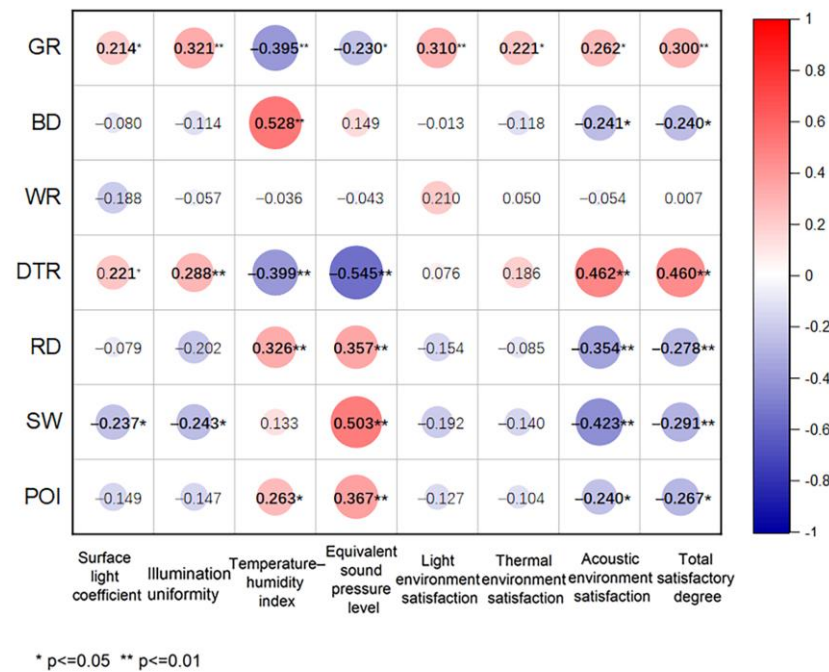 GR 0.214* 0.321** −0.395** −0.230* 0.310** 0.221* 0.262* 0.300** 1
BD −0.080 −0.114 0.528** 0.149 −0.013 −0.118 −0.241* −0.240* 0.8
WR −0.188 −0.057 −0.036 −0.043 0.210 0.050 −0.054 0.007 0.6
DTR 0.221* 0.288** −0.399** −0.545** 0.076 0.186 0.462** 0.460** 0.4
RD −0.079 −0.202 0.326** 0.357** −0.154 −0.085 −0.354** −0.278** 0.2
SW −0.237* −0.243* 0.133 0.503** −0.192 −0.140 −0.423** −0.291** 0
POI −0.149 −0.147 0.263* 0.367** −0.127 −0.104 −0.240* −0.267* -0.2
-0.4
-0.6
-0.8
-1
Surface
light
coefficient
Illumination
uniformity
Temperature–
humidity
index
Equivalent
sound
pressure
level
Light
environment
satisfaction
Thermal
environment
satisfaction
Acoustic
environment
satisfaction
Total
satisfactory
degree
* p<=0.05 ** p<=0.01